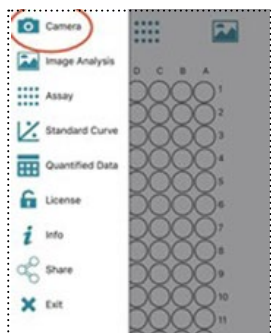 Camera
Image Analysis
Assay
Standard Curve
Quantified Data
License
Info
Share
Exit
D C B A
1
2
3
4
5
6
7
8
9
10
11